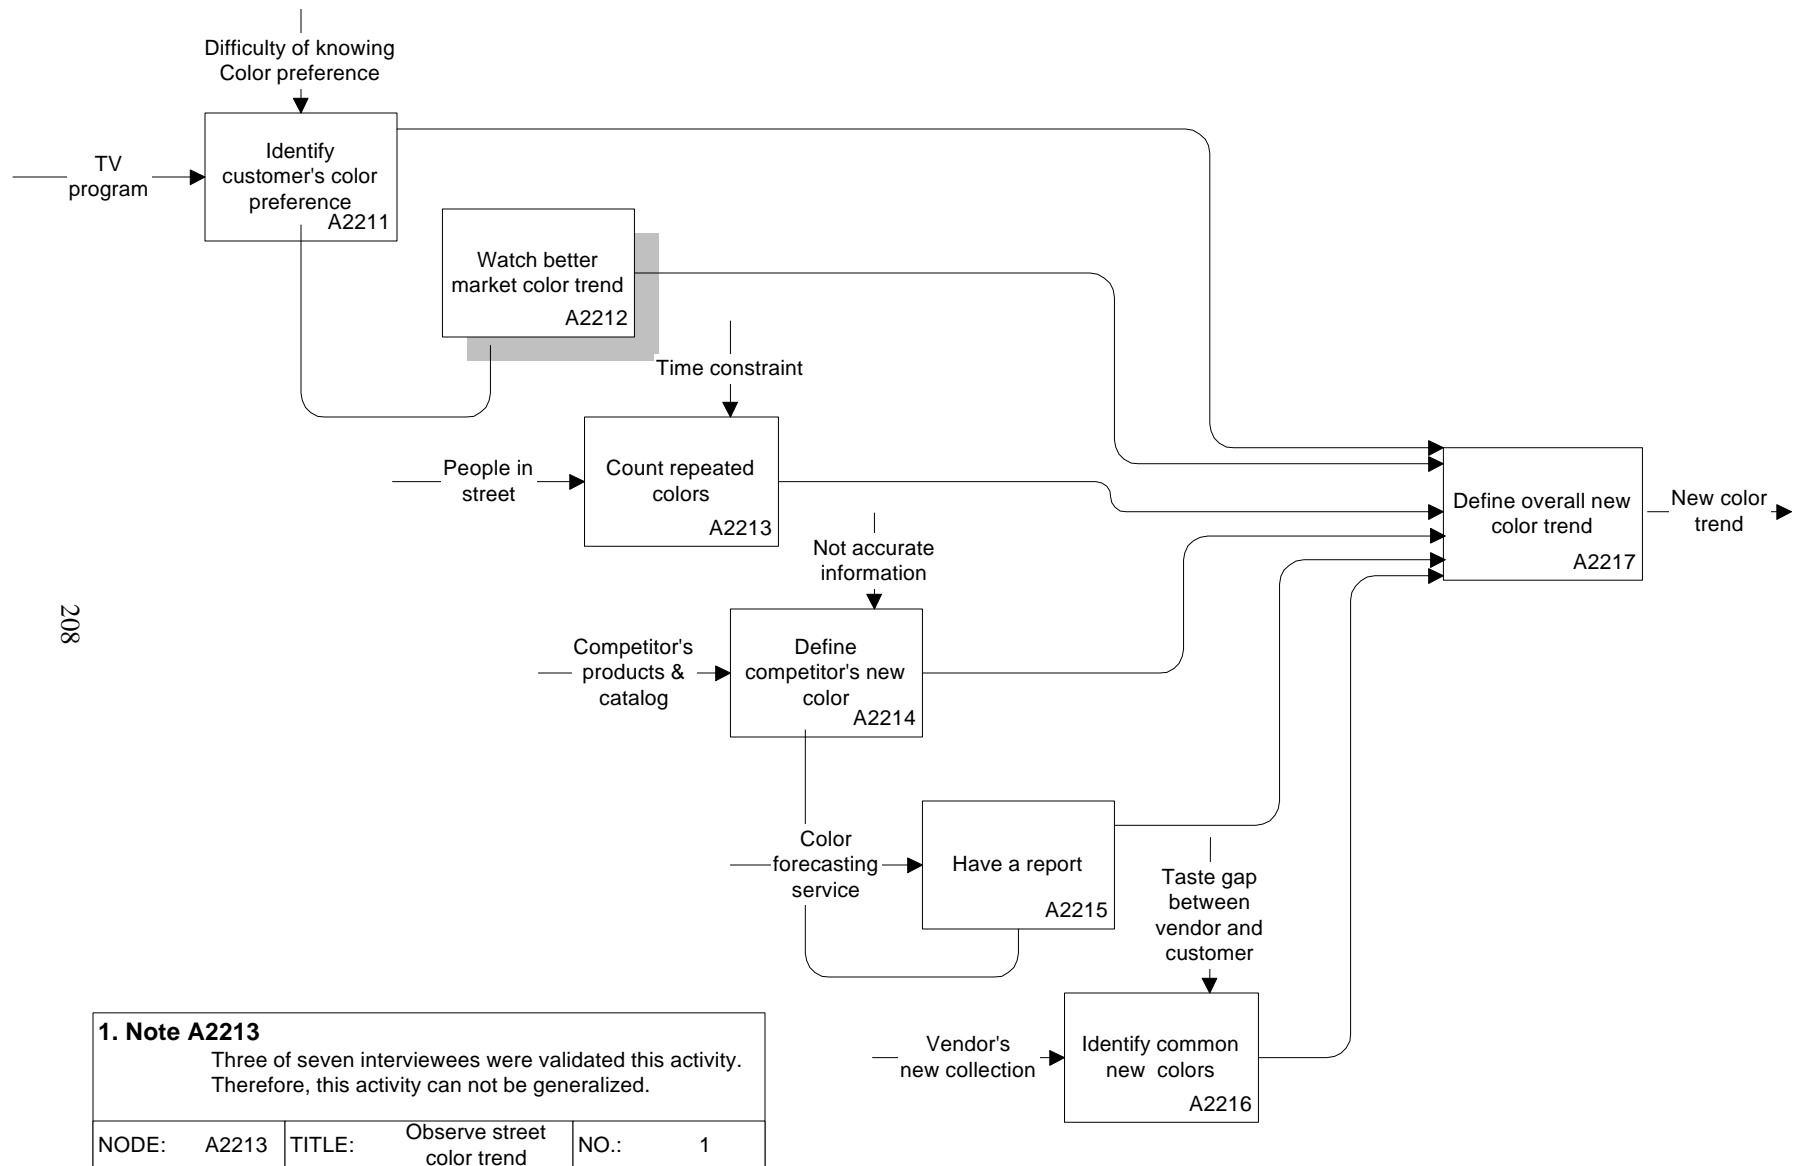 Difficulty of knowing
Color preference
TV
program
Identify
customer's color
preference
A2211
Watch better
market color trend
A2212
Time constraint
People in
street
Count repeated
colors
A2213
Define overall new
color trend
A2217
New color
trend
Not accurate
information
208
Competitor's
products &
catalog
Define
competitor's new
color
A2214
Color
forecasting
service
Have a report
A2215
Taste gap
between
vendor and
customer
Vendor's
new collection
Identify common
new colors
A2216
1. Note A2213
Three of seven interviewees were validated this activity.
Therefore, this activity can not be generalized.
NODE: A2213 TITLE: Observe street
color trend
NO.: 1